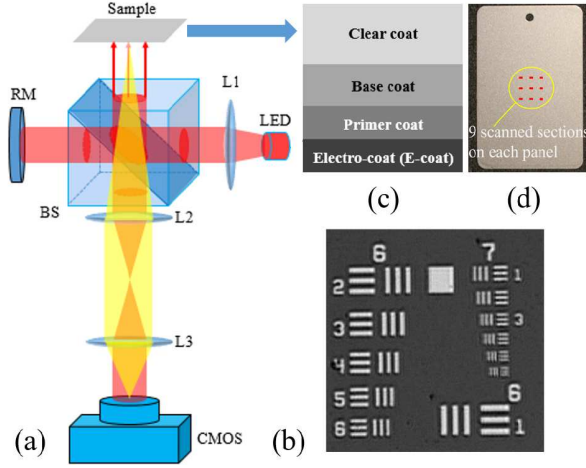 Sample
RM
L1
LED
BS
L2
L3
CMOS
(a)
Clear coat
Base coat
Primer coat
Electro-coat (E-coat)
(c)
9 scanned sections
on each panel
(d)
6
7
2
1
3
3
4
5
6
6
1
(b)